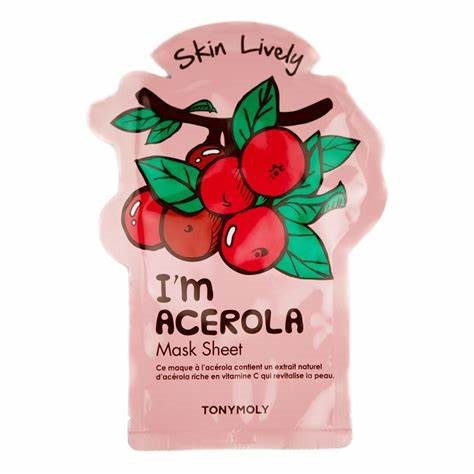 Skin Lively
I'm
ACEROLA
Mask Sheet
Ce maque à l'acérola contient un extrait naturel
d'acérola riche en vitamine C qui revitalise la peau.
TONYMOLY